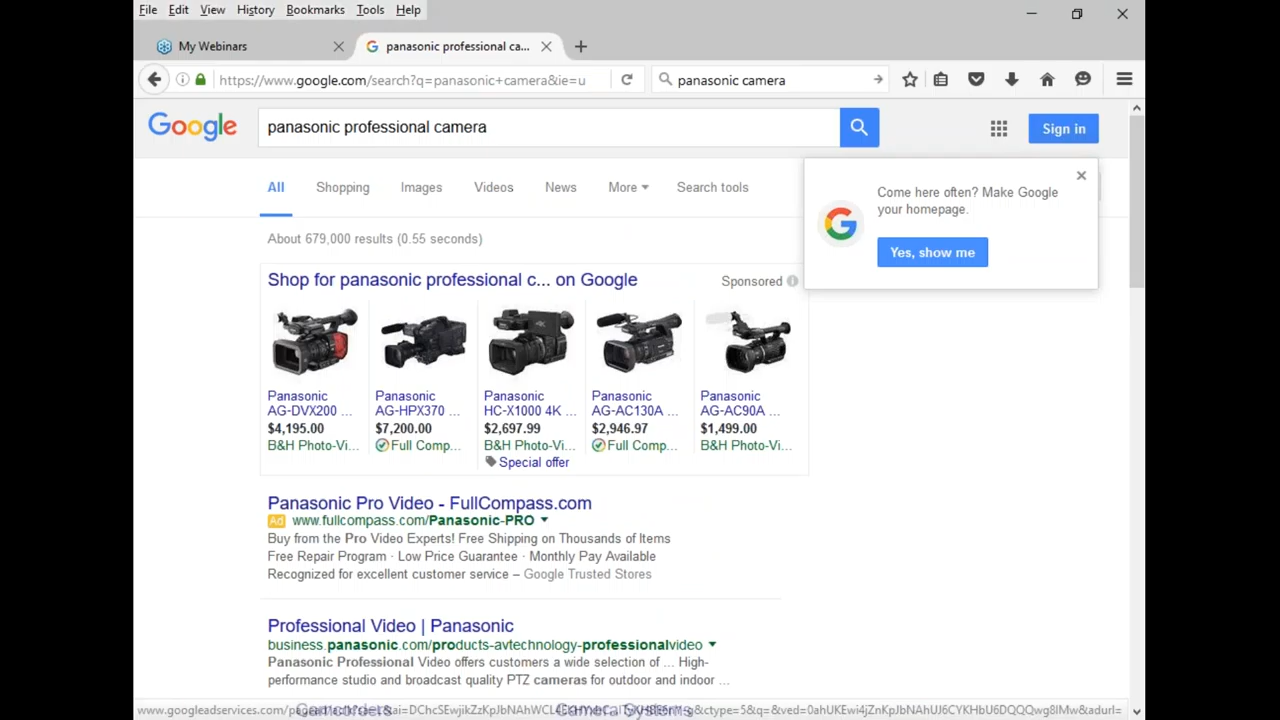 File Edit View History Bookmarks Tools Help
My Webinars
panasonic professional ca...
https://www.google.com/search?q=panasonic+camera&ie=u
panasonic camera
Google
panasonic professional camera
Sign in
All Shopping Images Videos News More Search tools
Come here often? Make Google
your homepage.
Yes, show me
About 679,000 results (0.55 seconds)
Shop for panasonic professional c... on Google
Sponsored
4K
Panasonic
AG-DVX200 ...
$4,195.00
B&H Photo-Vi...
Panasonic
AG-HPX370 ...
$7,200.00
Full Comp...
Panasonic
HC-X1000 4K ...
$2,697.99
B&H Photo-Vi...
Special offer
Panasonic
AG-AC130A ...
$2,946.97
Full Comp...
Panasonic
AG-AC90A ...
$1,499.00
B&H Photo-Vi...
Panasonic Pro Video - FullCompass.com
Ad www.fullcompass.com/Panasonic-PRO
Buy from the Pro Video Experts! Free Shipping on Thousands of Items
Free Repair Program · Low Price Guarantee · Monthly Pay Available
Recognized for excellent customer service – Google Trusted Stores
Professional Video | Panasonic
business.panasonic.com/products-avtechnology-professionalvideo
Panasonic Professional Video offers customers a wide selection of ... High-
performance studio and broadcast quality PTZ cameras for outdoor and indoor ...
Camcorders Camera Systems